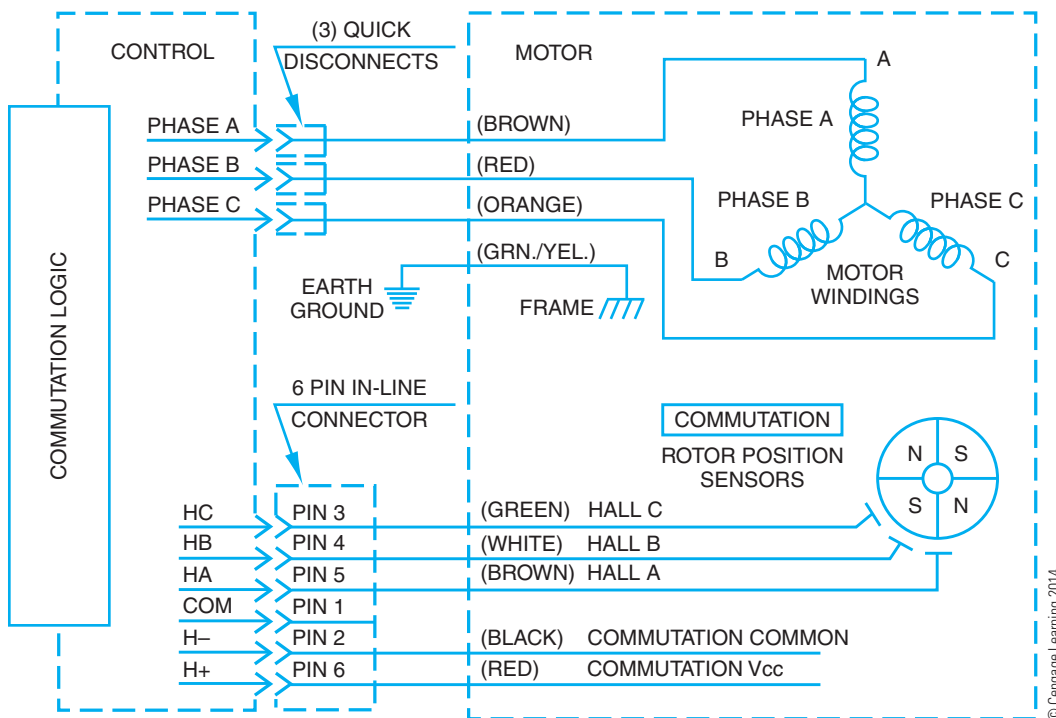 CONTROL
(3) QUICK
DISCONNECTS
MOTOR
A
PHASE A
(BROWN)
PHASE A
PHASE B
(RED)
PHASE C
(ORANGE)
PHASE B
PHASE C
B
C
MOTOR
WINDINGS
(GRN./YEL.)
EARTH
GROUND
FRAME
COMMUTATION LOGIC
6 PIN IN-LINE
CONNECTOR
COMMUTATION
ROTOR POSITION
SENSORS
N S
S N
HC PIN 3 (GREEN) HALL C
HB PIN 4 (WHITE) HALL B
HA PIN 5 (BROWN) HALL A
COM PIN 1
H– PIN 2 (BLACK) COMMUTATION COMMON
H+ PIN 6 (RED) COMMUTATION Vcc
© Cengage Learning 2014